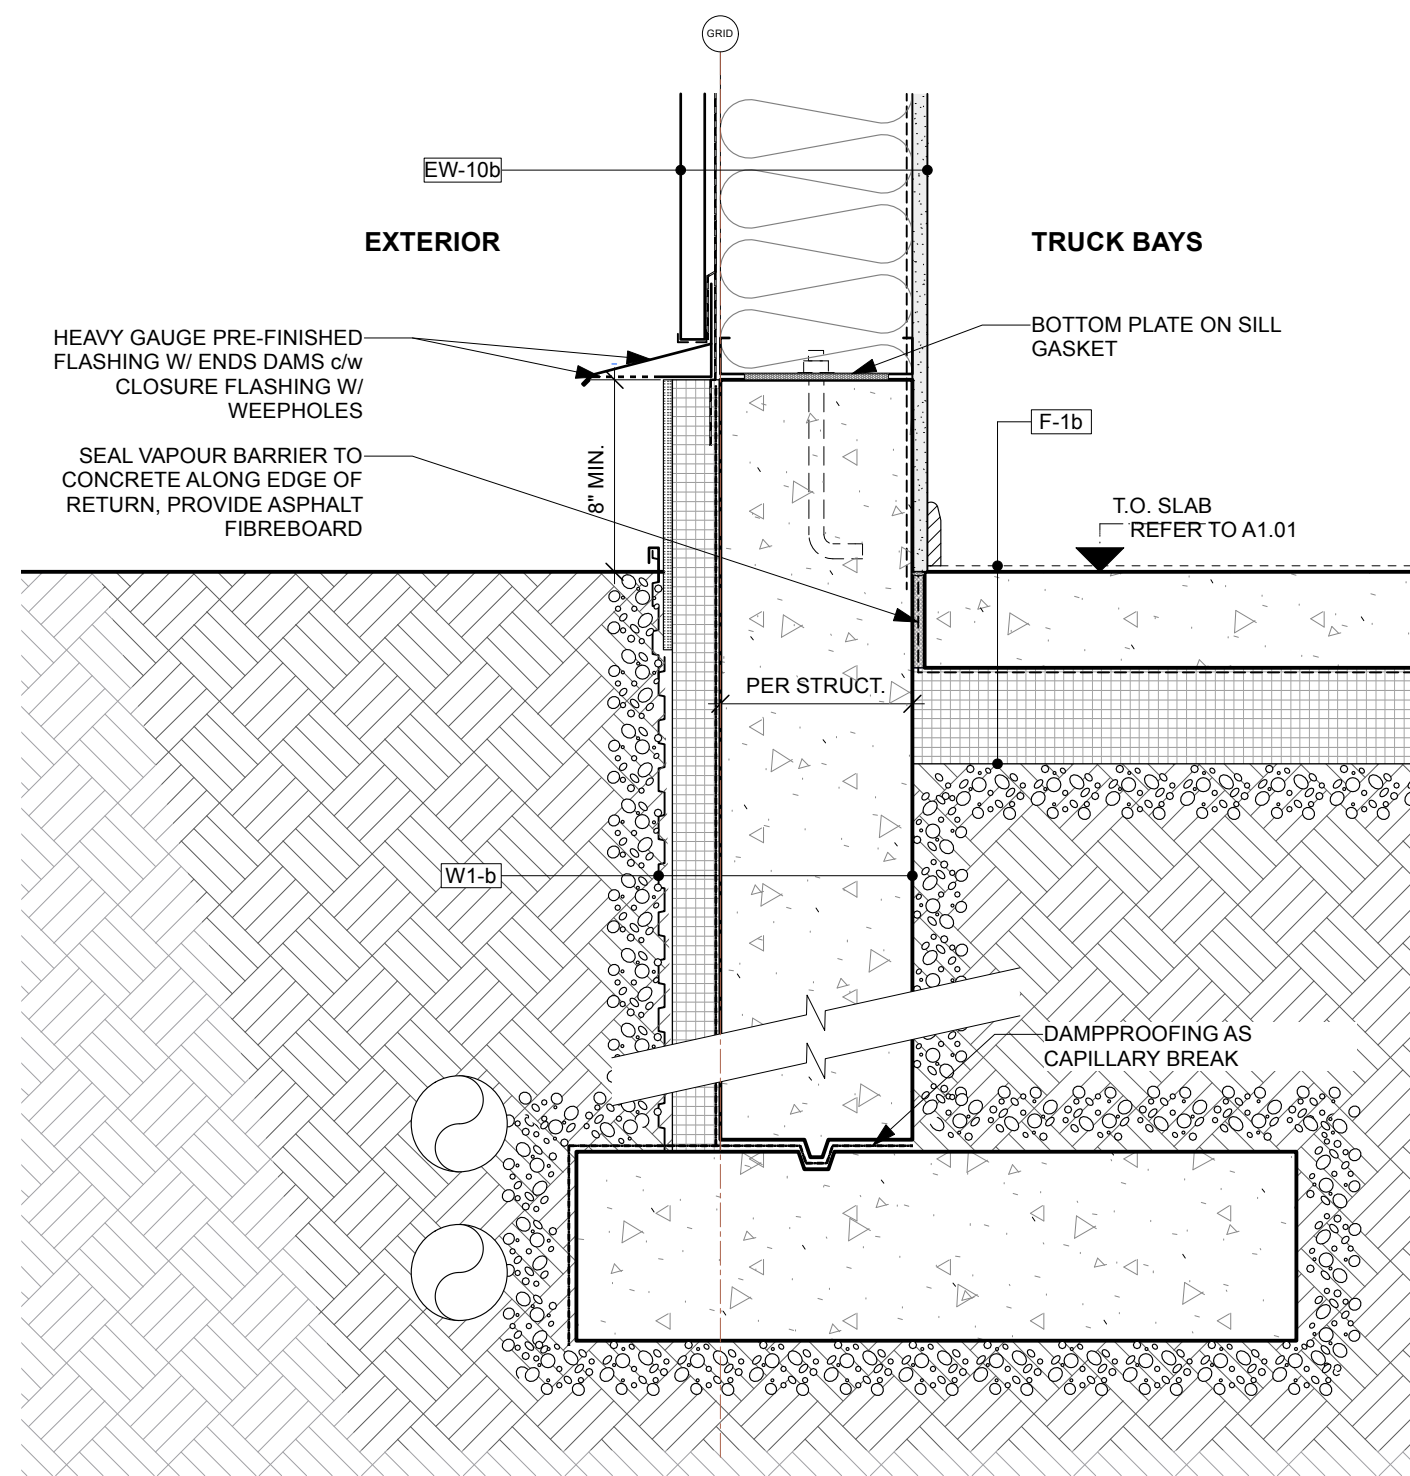 GRID
EW-10b
EXTERIOR
TRUCK BAYS
HEAVY GAUGE PRE-FINISHED
FLASHING W/ ENDS DAMS c/w
CLOSURE FLASHING W/
WEEPHOLES
BOTTOM PLATE ON SILL
GASKET
F-1b
SEAL VAPOUR BARRIER TO
CONCRETE ALONG EDGE OF
RETURN, PROVIDE ASPHALT
FIBREBOARD
8" MIN.
T.O. SLAB
REFER TO A1.01
PER STRUCT.
W1-b
DAMPPROOFING AS
CAPILLARY BREAK